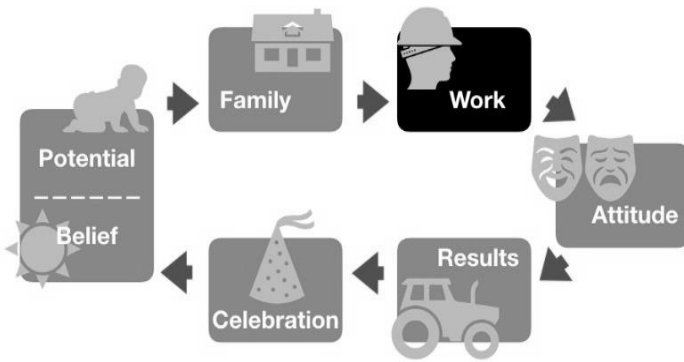 Family
Work
Potential
Belief
Attitude
Results
Celebration